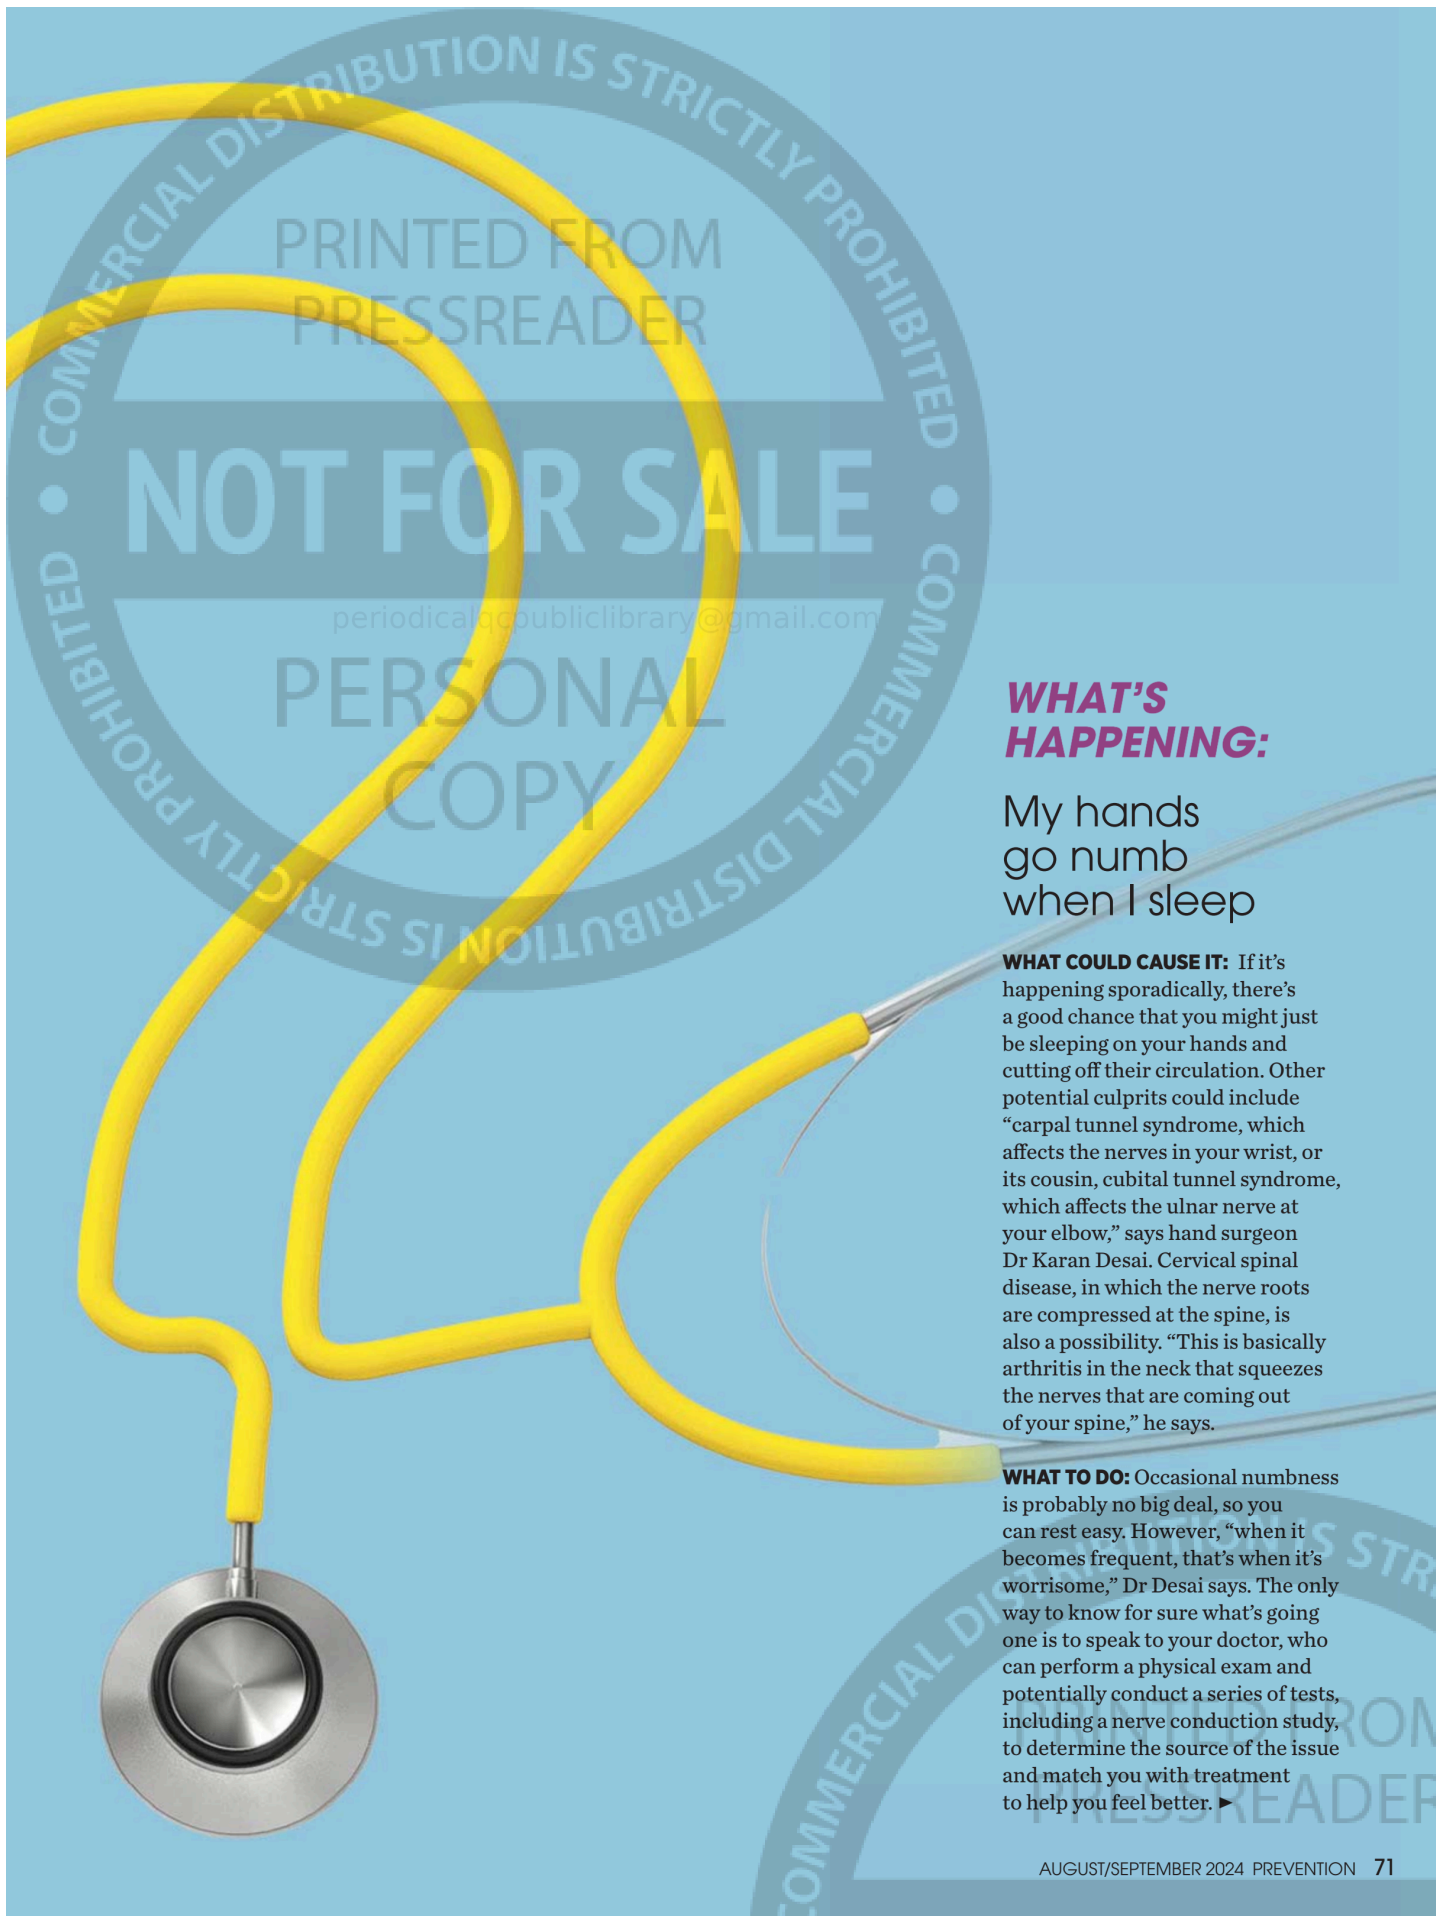 COMMERCIAL DISTRIBUTION IS STRICTLY PROHIBITED • COMMERCIAL DISTRIBUTION IS STRICTLY PROHIBITED •
PRINTED FROM
PRESSREADER
NOT FOR SALE
periodicalqcpubliclibrary@gmail.com
PERSONAL
COPY
WHAT’S
HAPPENING:
My hands
go numb
when I sleep
WHAT COULD CAUSE IT: If it’s
happening sporadically, there’s
a good chance that you might just
be sleeping on your hands and
cutting off their circulation. Other
potential culprits could include
“carpal tunnel syndrome, which
affects the nerves in your wrist, or
its cousin, cubital tunnel syndrome,
which affects the ulnar nerve at
your elbow,” says hand surgeon
Dr Karan Desai. Cervical spinal
disease, in which the nerve roots
are compressed at the spine, is
also a possibility. “This is basically
arthritis in the neck that squeezes
the nerves that are coming out
of your spine,” he says.
WHAT TO DO: Occasional numbness
is probably no big deal, so you
can rest easy. However, “when it
becomes frequent, that’s when it’s
worrisome,” Dr Desai says. The only
way to know for sure what’s going
one is to speak to your doctor, who
can perform a physical exam and
potentially conduct a series of tests,
including a nerve conduction study,
to determine the source of the issue
and match you with treatment
to help you feel better. ►
COMMERCIAL DISTRIBUTION IS STR
PRINTED FROM
PRESSREADER
AUGUST/SEPTEMBER 2024 PREVENTION 71